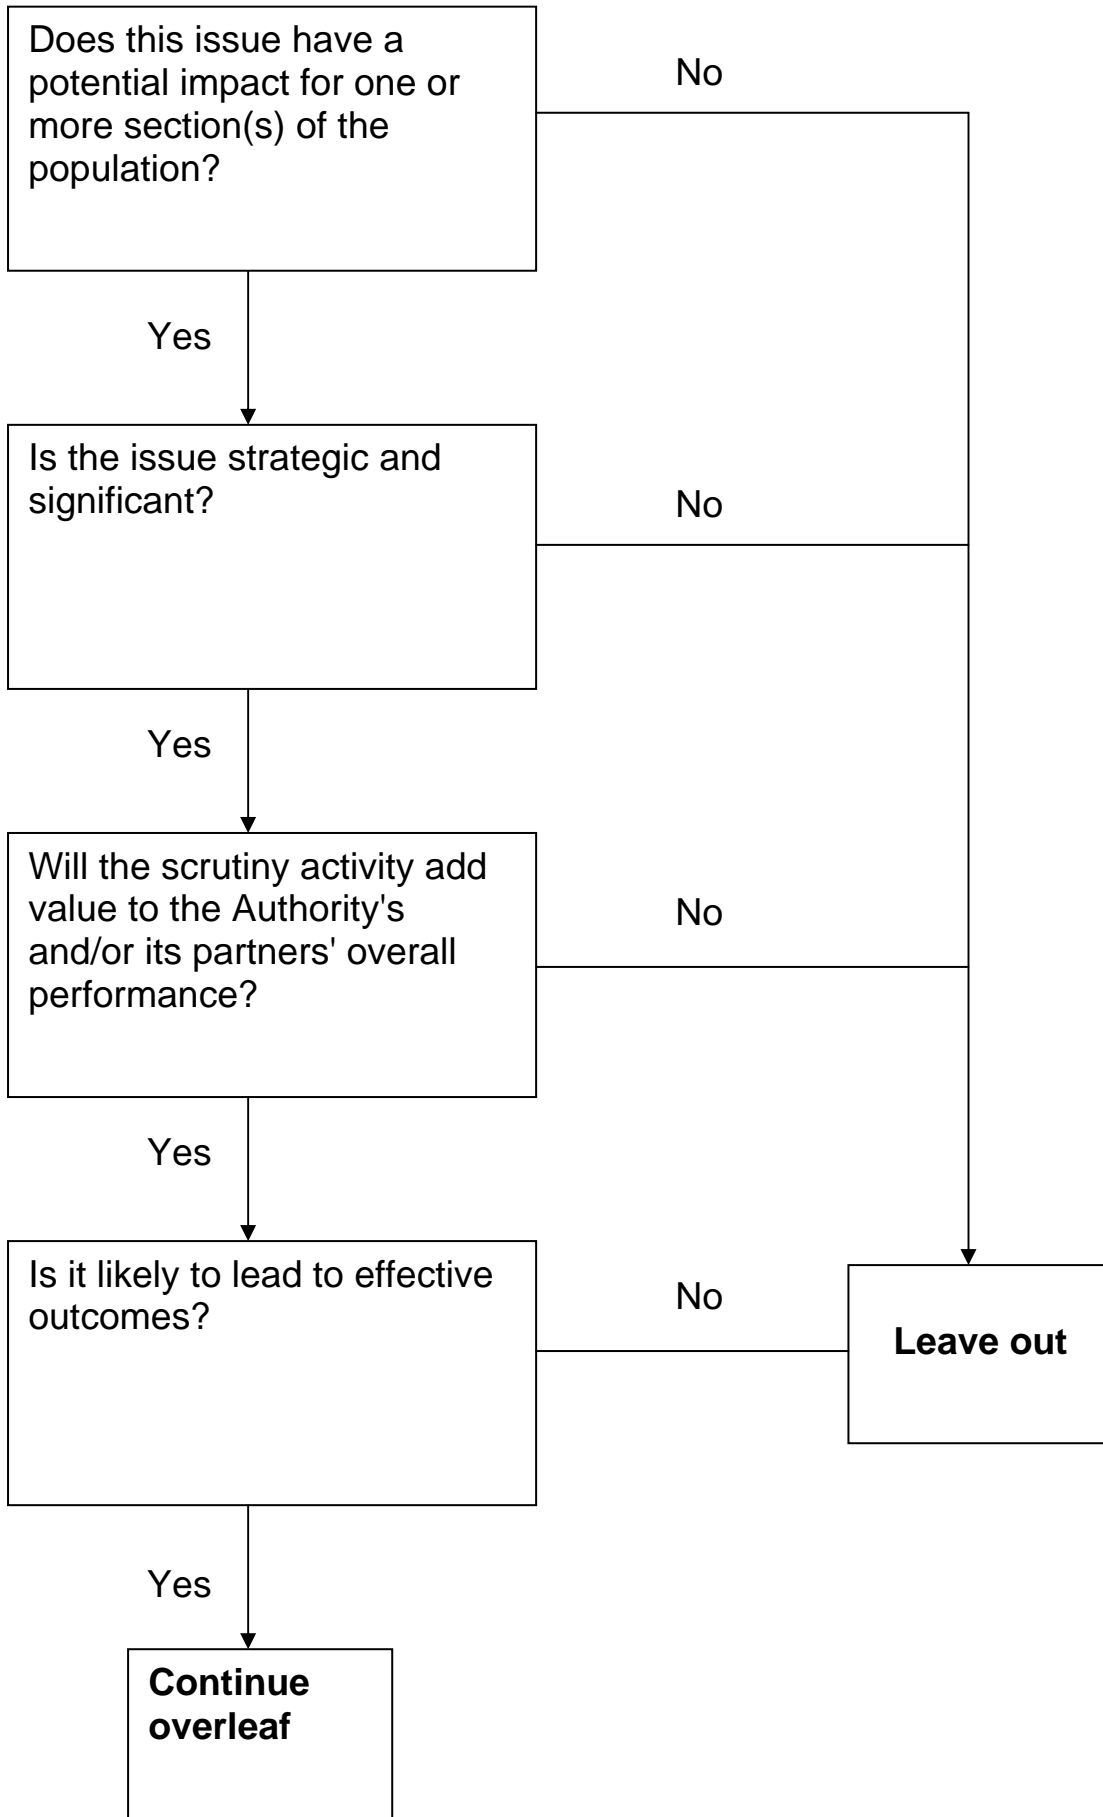 Does this issue have a
potential impact for one or
more section(s) of the
population?
No
Yes
Is the issue strategic and
significant?
No
Yes
Will the scrutiny activity add
value to the Authority's
and/or its partners' overall
performance?
No
Yes
Is it likely to lead to effective
outcomes?
No
Leave out
Yes
Continue
overleaf